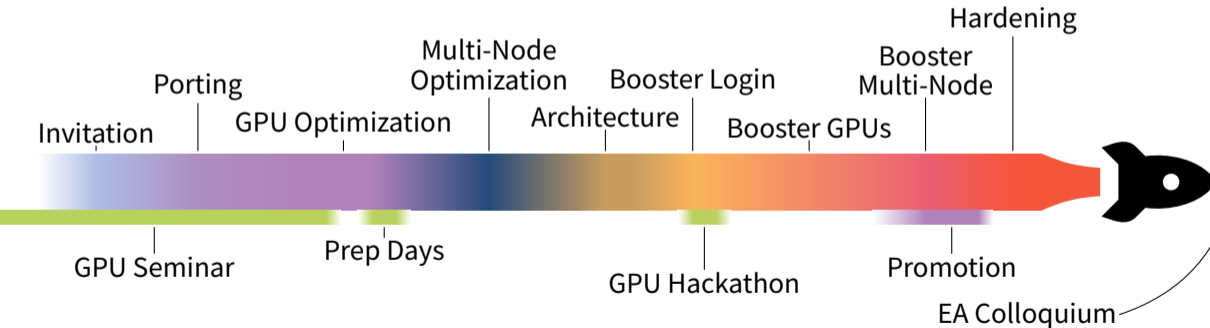 Hardening
Multi-Node
Optimization
Booster
Multi-Node
Porting
Booster Login
GPU Optimization
Architecture
Booster GPUs
Invitation
GPU Seminar
Prep Days
GPU Hackathon
Promotion
EA Colloquium